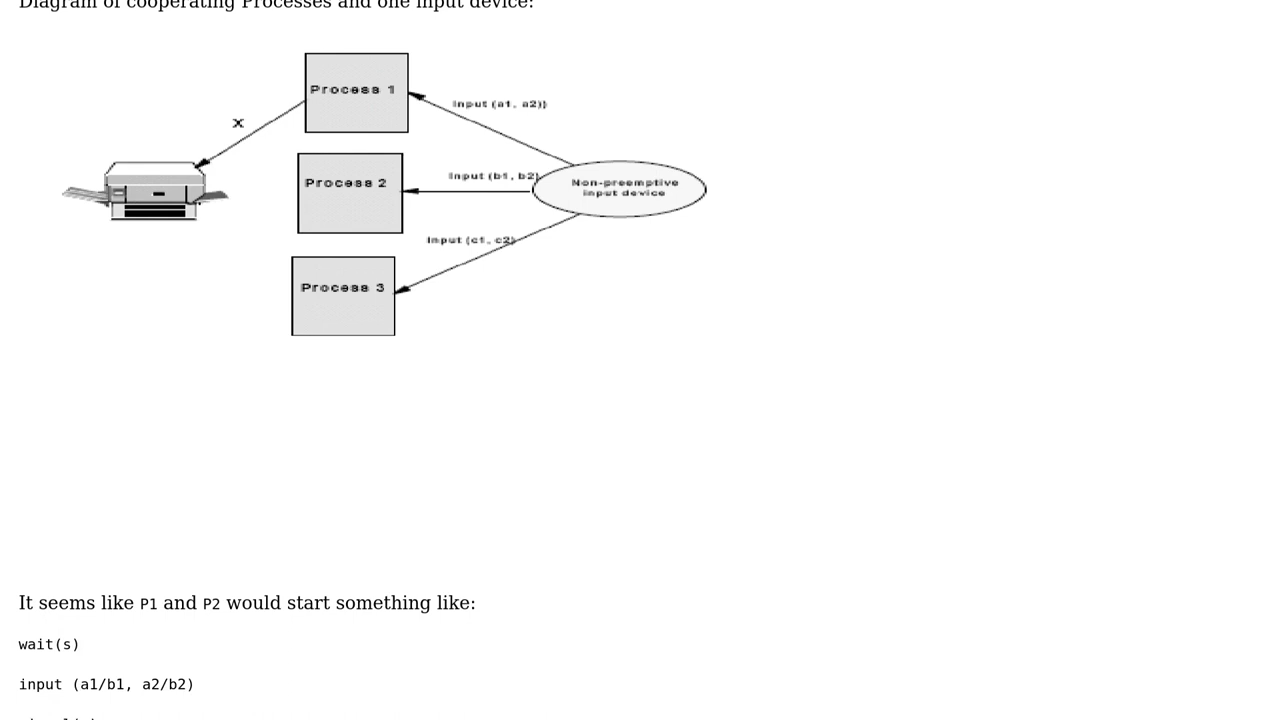 Diagram of cooperating Processes and one input device:
Process 1
Input (a1, a2))
X
Input (b1, b2)
Process 2
Non-preemptive
input device
Input (c1, c2)
Process 3
It seems like P1 and P2 would start something like:
wait(s)
input (a1/b1, a2/b2)